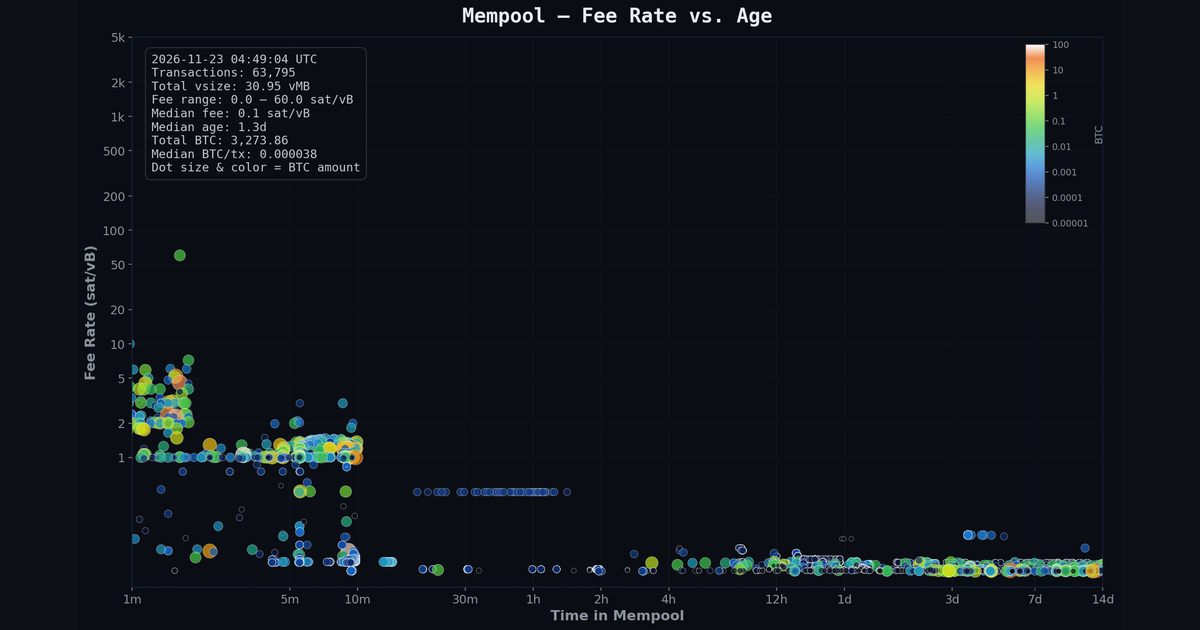 Mempool — Fee Rate vs. Age
2026-11-23 04:49:04 UTC
Transactions: 63,795
Total vsize: 30.95 vMB
Fee range: 0.0 — 60.0 sat/vB
Median fee: 0.1 sat/vB
Median age: 1.3d
Total BTC: 3,273.86
Median BTC/tx: 0.000038
Dot size & color = BTC amount
5k
2k
1k
500
200
100
50
20
10
5
2
1
Fee Rate (sat/vB)
100
10
1
0.1
0.01
0.001
0.0001
0.00001
BTC
1m
5m
10m
30m
1h
2h
4h
12h
1d
3d
7d
14d
Time in Mempool